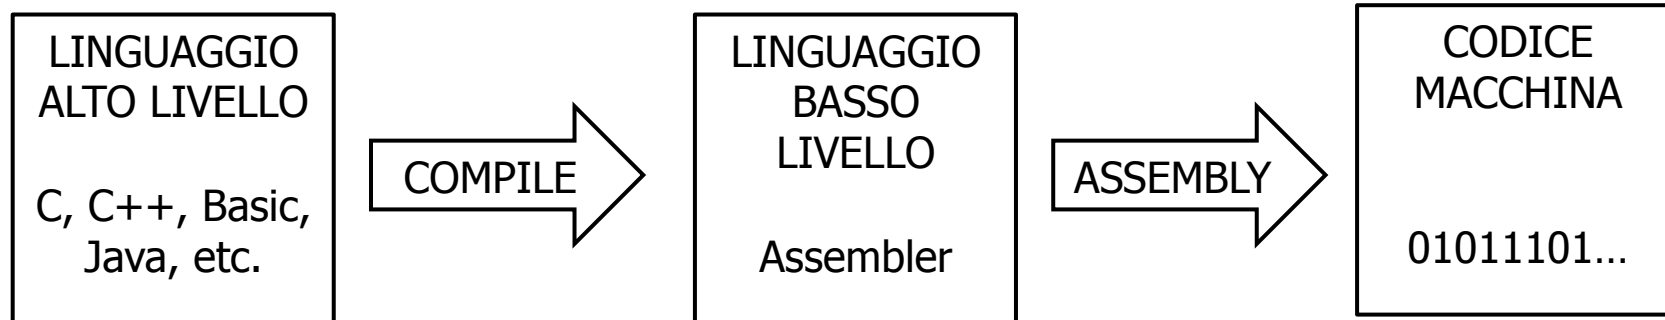 LINGUAGGIO
ALTO LIVELLO
C, C++, Basic,
Java, etc.
COMPILE
LINGUAGGIO
BASSO
LIVELLO
Assembler
ASSEMBLY
CODICE
MACCHINA
01011101...